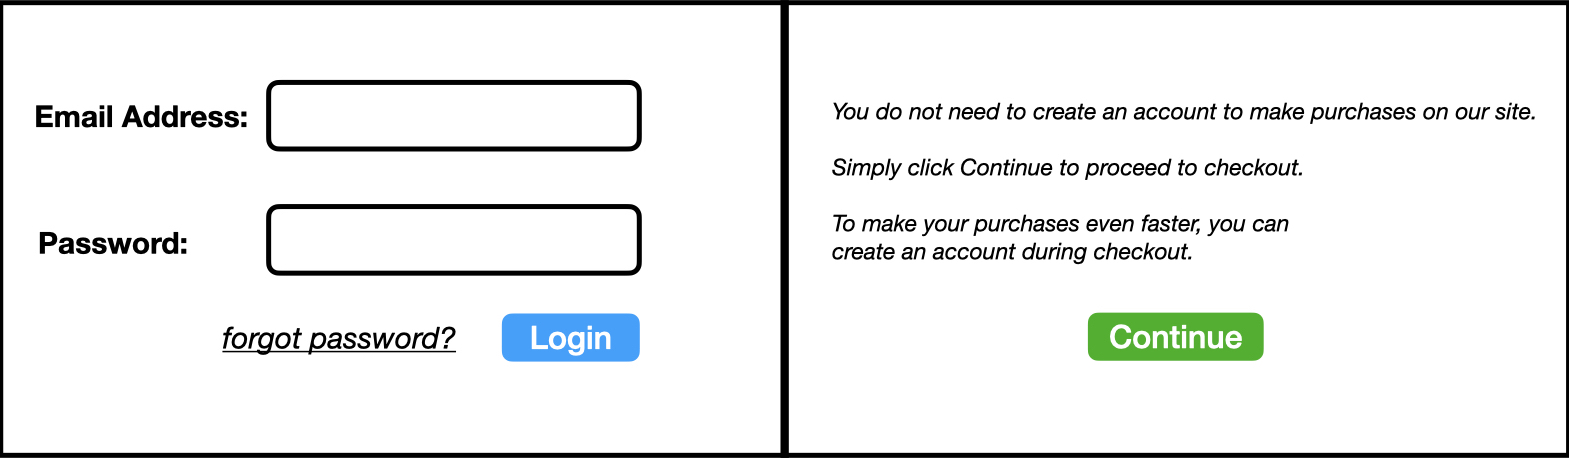 Email Address:
Password:
forgot password?
Login
You do not need to create an account to make purchases on our site.
Simply click Continue to proceed to checkout.
To make your purchases even faster, you can
create an account during checkout.
Continue